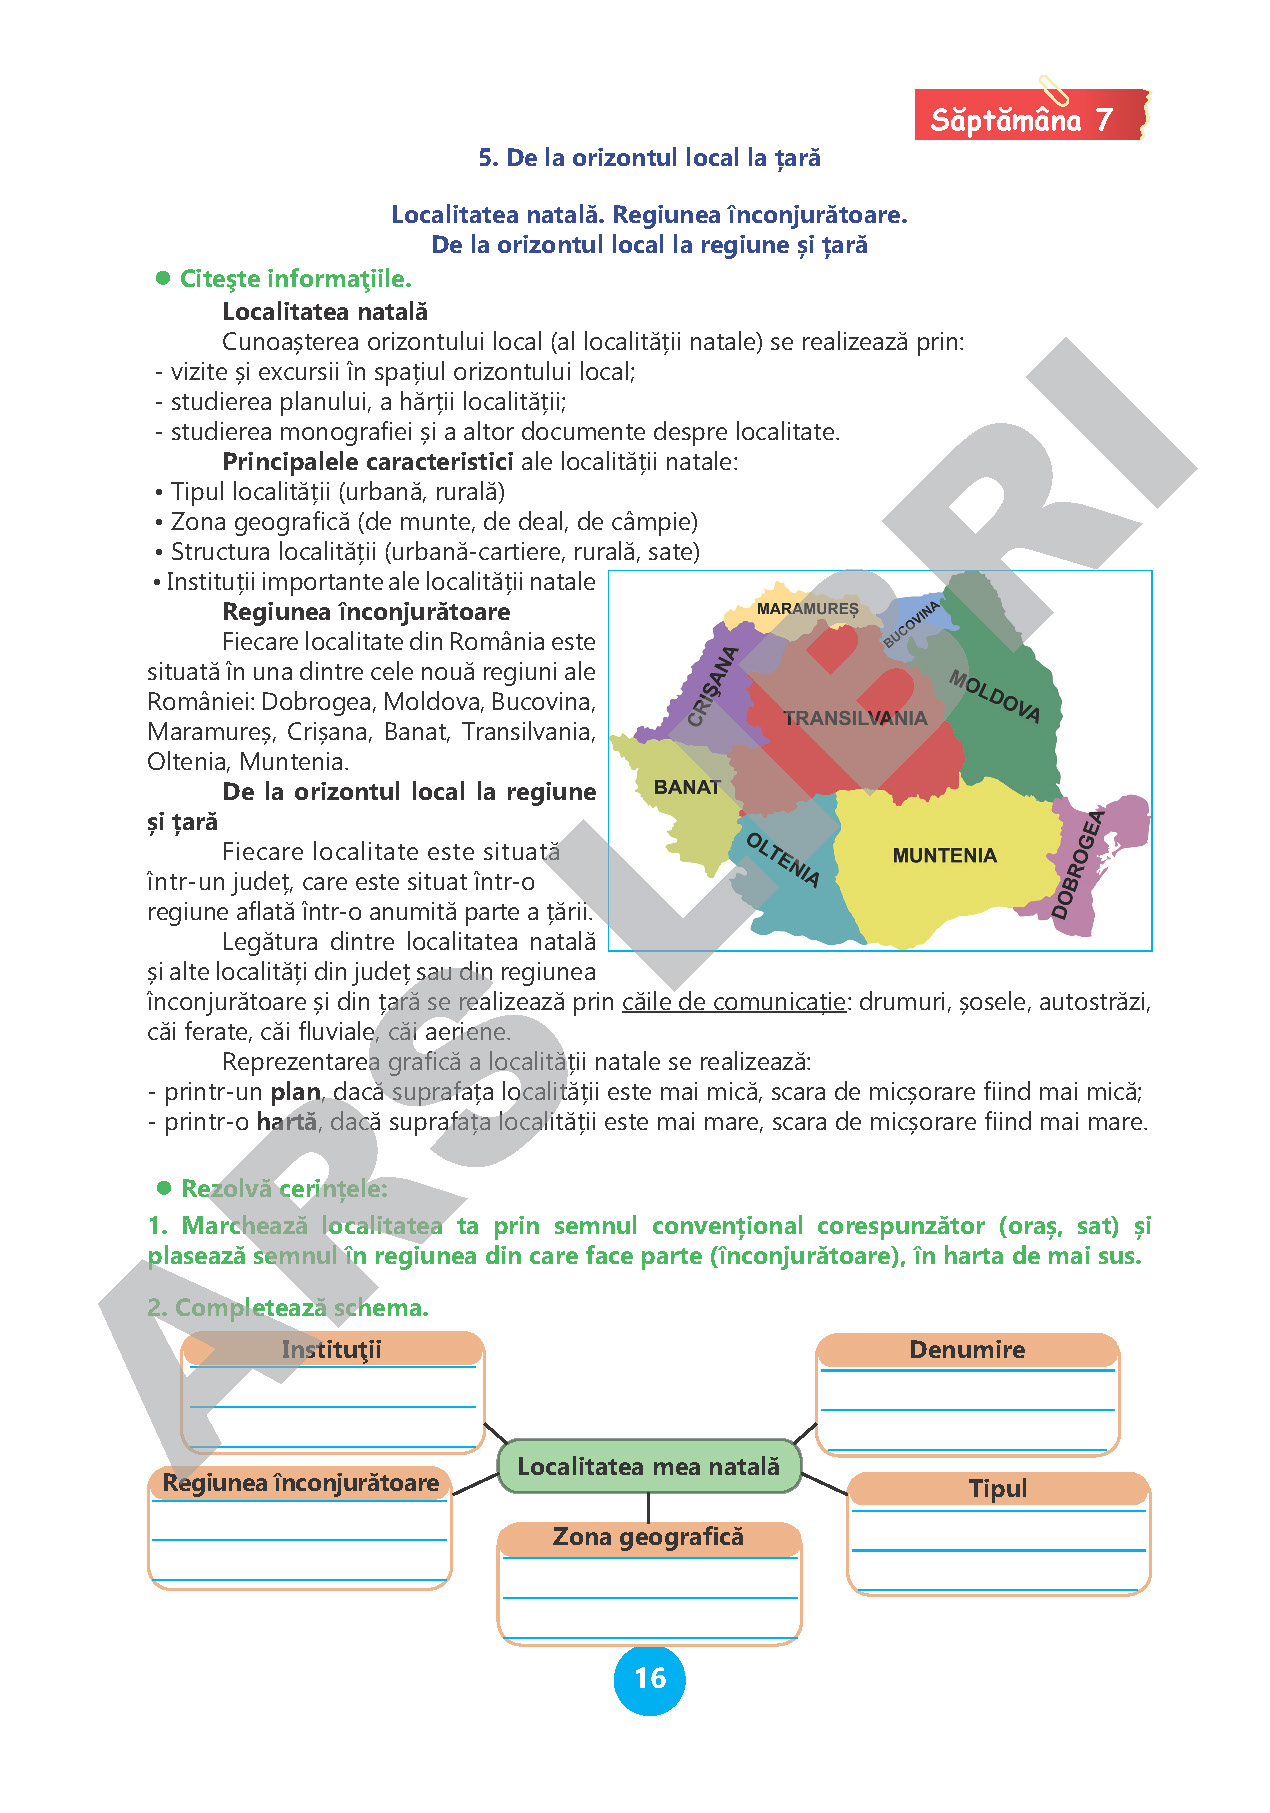 Săptămâna 7
5. De la orizontul local la țară
Localitatea natală. Regiunea înconjurătoare.
De la orizontul local la regiune și țară
● Citeşte informaţiile.
Localitatea natală
Cunoașterea orizontului local (al localității natale) se realizează prin:
- vizite și excursii în spațiul orizontului local;
- studierea planului, a hărții localității;
- studierea monografiei și a altor documente despre localitate.
Principalele caracteristici ale localității natale:
• Tipul localității (urbană, rurală)
• Zona geografică (de munte, de deal, de câmpie)
• Structura localității (urbană-cartiere, rurală, sate)
• Instituții importante ale localității natale
Regiunea înconjurătoare
Fiecare localitate din România este
situată în una dintre cele nouă regiuni ale
României: Dobrogea, Moldova, Bucovina,
Maramureș, Crișana, Banat, Transilvania,
Oltenia, Muntenia.
De la orizontul local la regiune
și țară
Fiecare localitate este situată
într-un județ, care este situat într-o
regiune aflată într-o anumită parte a țării.
Legătura dintre localitatea natală
și alte localități din județ sau din regiunea
înconjurătoare și din țară se realizează prin căile de comunicație: drumuri, șosele, autostrăzi,
căi ferate, căi fluviale, căi aeriene.
Reprezentarea grafică a localității natale se realizează:
- printr-un plan, dacă suprafața localității este mai mică, scara de micșorare fiind mai mică;
- printr-o hartă, dacă suprafața localității este mai mare, scara de micșorare fiind mai mare.
MARAMUREȘ
BUCOVINA
CRIŞANA
MOLDOVA
TRANSILVANIA
BANAT
OLTENIA
MUNTENIA
DOBROGEA
● Rezolvă cerințele:
1. Marchează localitatea ta prin semnul convențional corespunzător (oraș, sat) și
plasează semnul în regiunea din care face parte (înconjurătoare), în harta de mai sus.
2. Completează schema.
Instituţii
Denumire
Localitatea mea natală
Regiunea înconjurătoare
Tipul
Zona geografică
16
ARS LIBRI